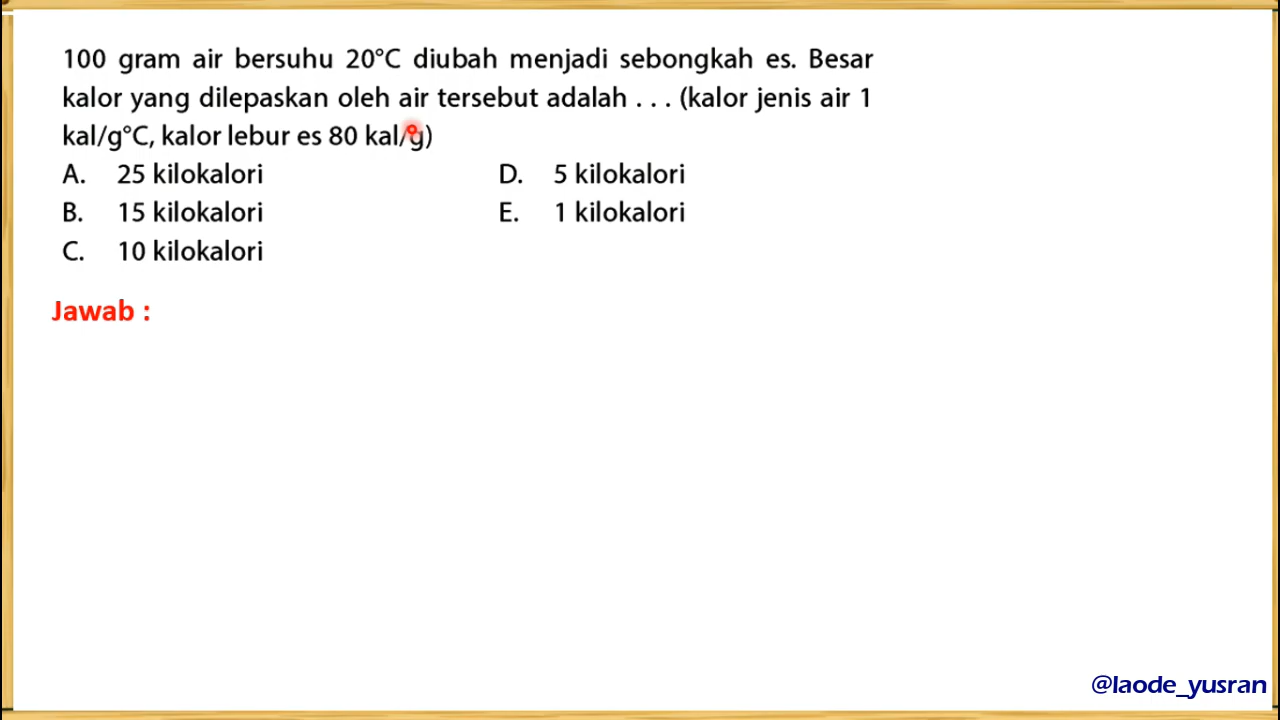 100 gram air bersuhu 20°C diubah menjadi sebongkah es. Besar
kalor yang dilepaskan oleh air tersebut adalah . . . (kalor jenis air 1
kal/g°C, kalor lebur es 80 kal/g)
A. 25 kilokalori D. 5 kilokalori
B. 15 kilokalori E. 1 kilokalori
C. 10 kilokalori
Jawab :
@laode_yusran